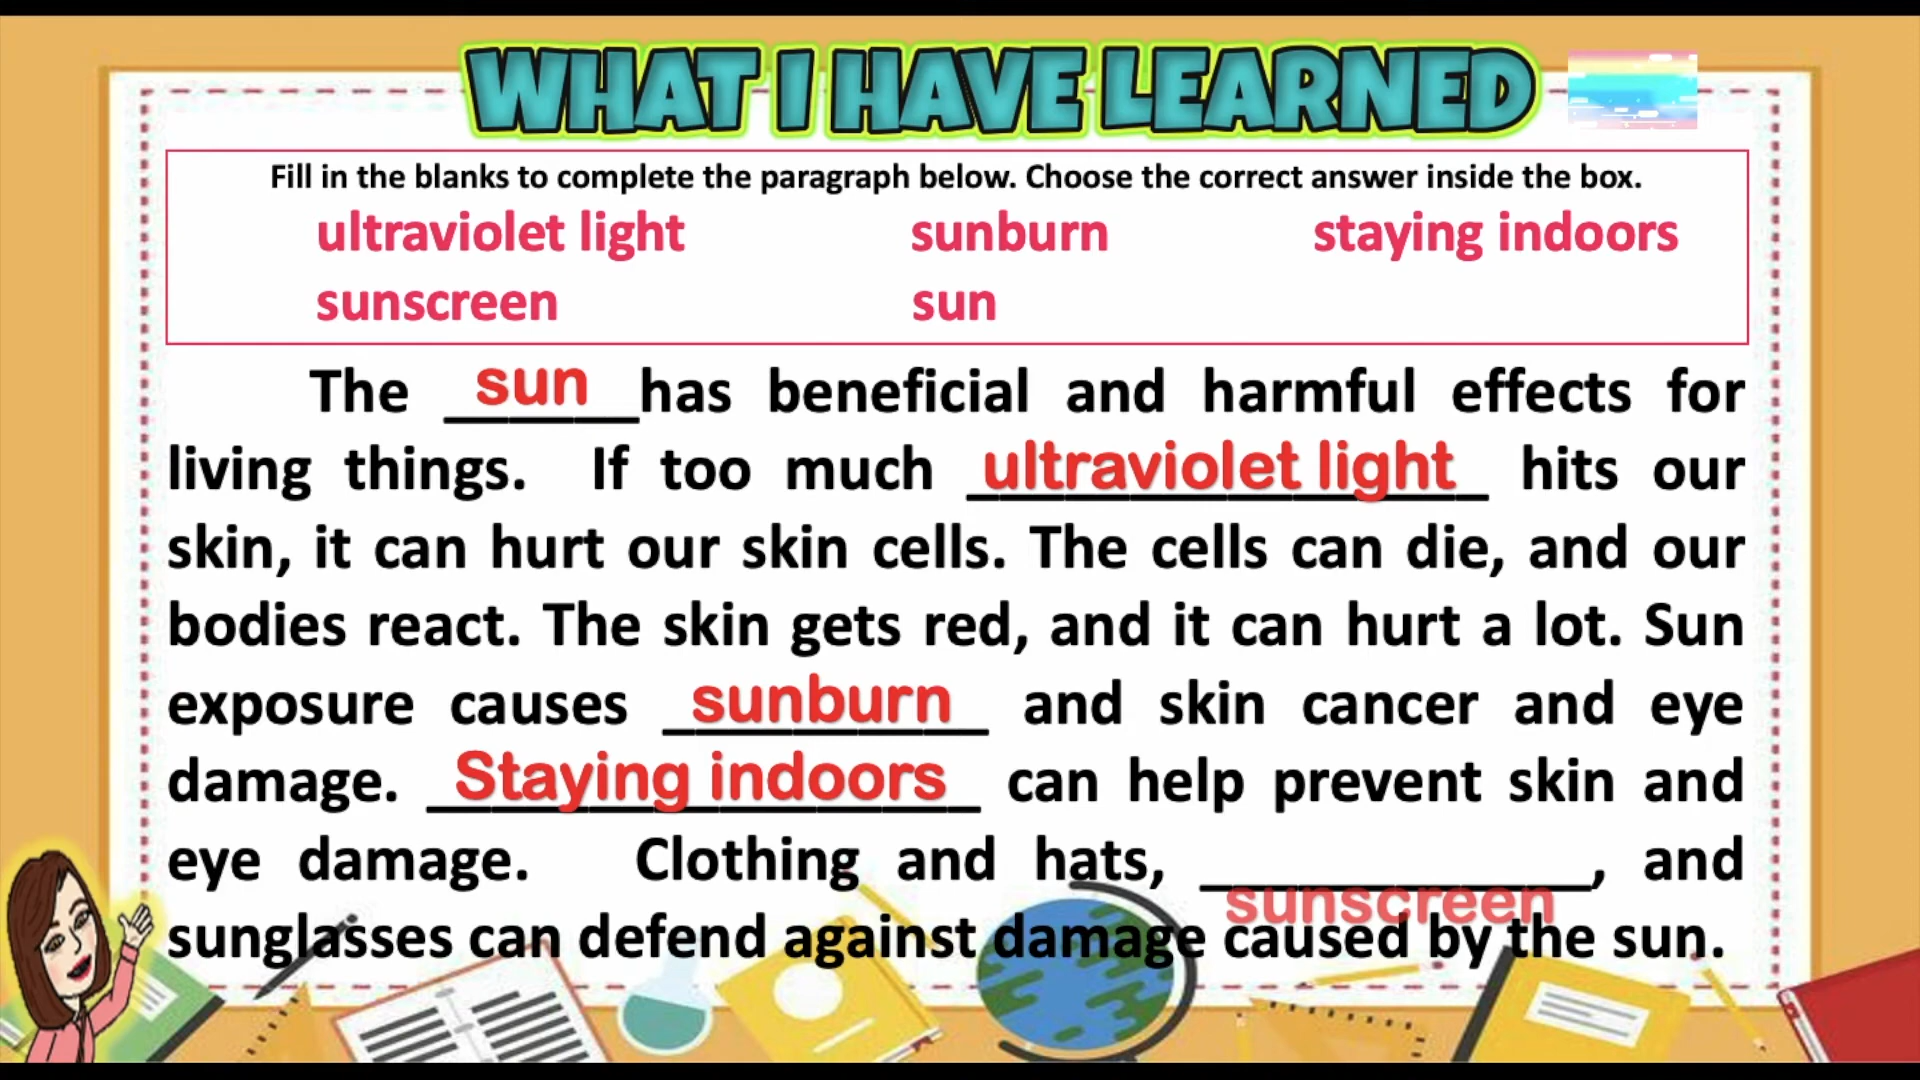 WHAT I HAVE LEARNED
Fill in the blanks to complete the paragraph below. Choose the correct answer inside the box.
ultraviolet light sunburn staying indoors
sunscreen sun
The sun has beneficial and harmful effects for
living things. If too much ultraviolet light hits our
skin, it can hurt our skin cells. The cells can die, and our
bodies react. The skin gets red, and it can hurt a lot. Sun
exposure causes sunburn and skin cancer and eye
damage. Staying indoors can help prevent skin and
eye damage. Clothing and hats, ____________, and
sunscreen
sunglasses can defend against damage caused by the sun.